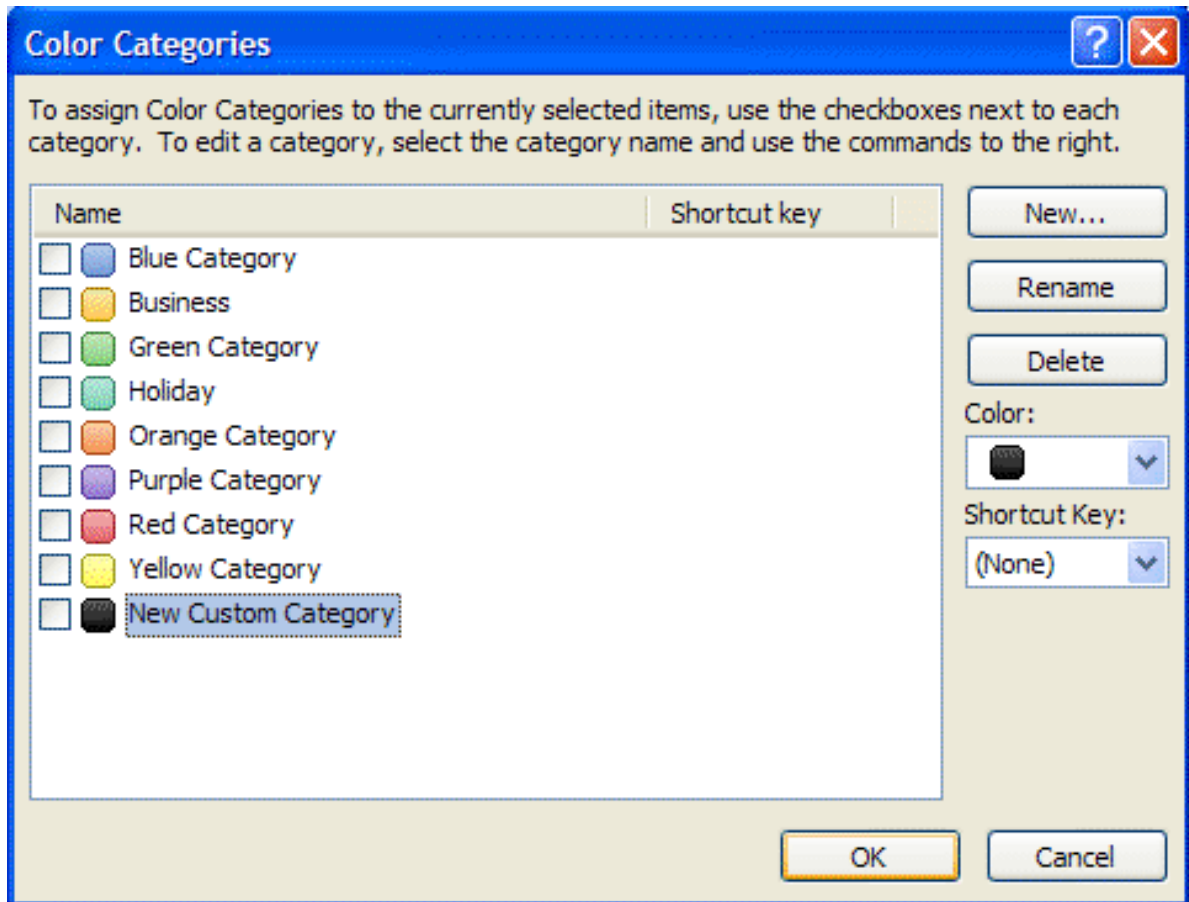 Color Categories
To assign Color Categories to the currently selected items, use the checkboxes next to each
category.  To edit a category, select the category name and use the commands to the right.
Name Shortcut key
Blue Category
Business
Green Category
Holiday
Orange Category
Purple Category
Red Category
Yellow Category
New Custom Category
New...
Rename
Delete
Color:
Shortcut Key:
(None)
OK Cancel